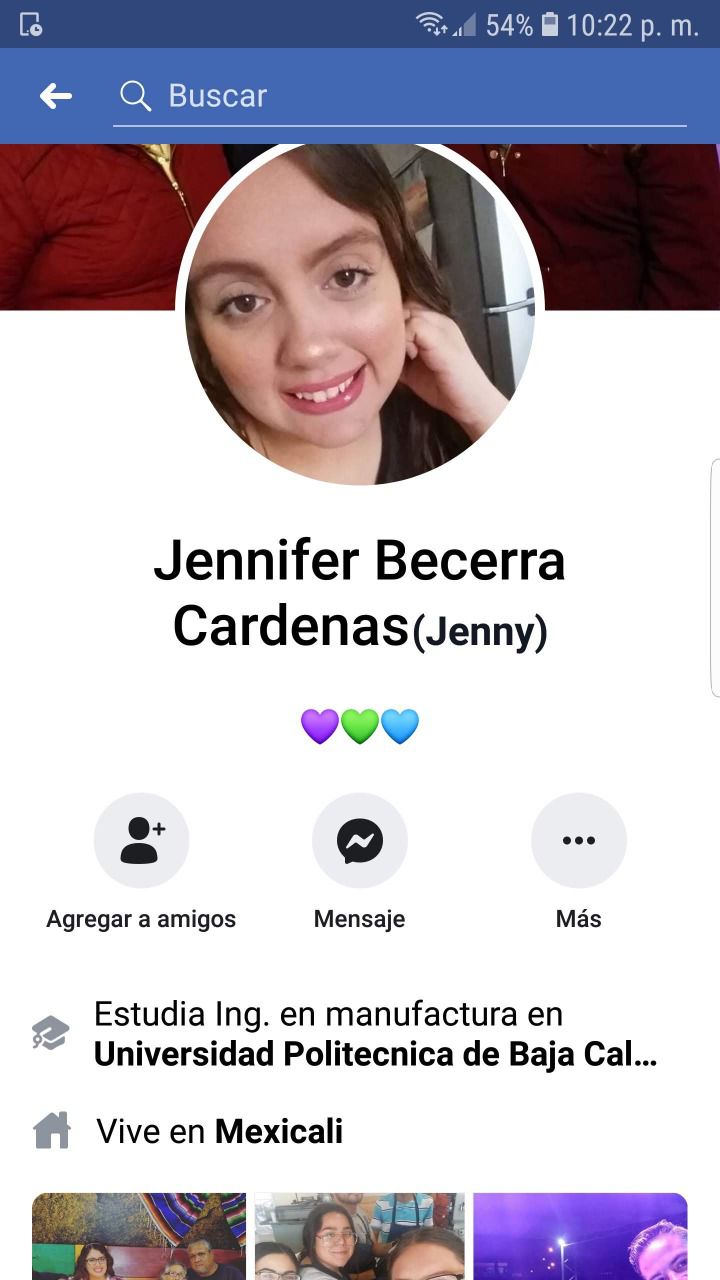 54% 10:22 p. m.
Buscar
Jennifer Becerra
Cardenas(Jenny)
Agregar a amigos
Mensaje
Más
Estudia Ing. en manufactura en
Universidad Politecnica de Baja Cal...
Vive en Mexicali